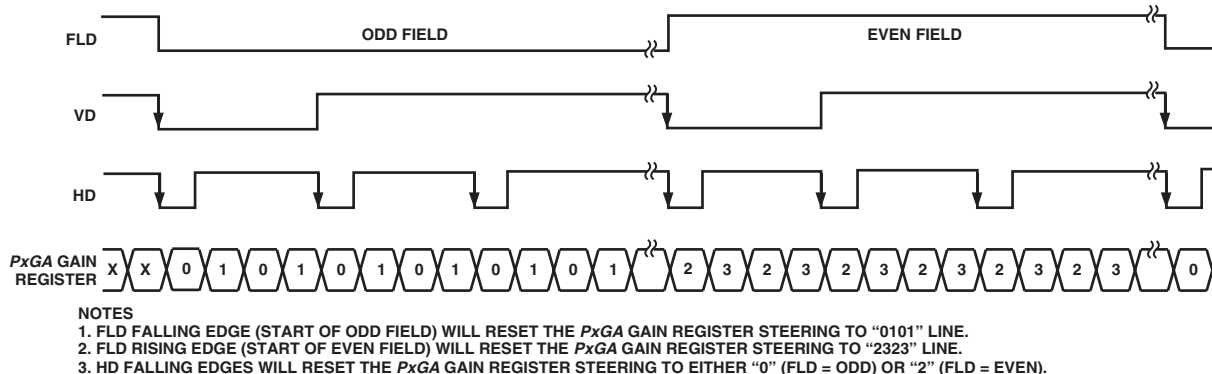 FLD
ODD FIELD
EVEN FIELD
VD
HD
PxGA GAIN
REGISTER
X X 0 1 0 1 0 1 0 1 0 1 2 3 2 3 2 3 2 3 2 3 0
NOTES
1. FLD FALLING EDGE (START OF ODD FIELD) WILL RESET THE PxGA GAIN REGISTER STEERING TO “0101” LINE.
2. FLD RISING EDGE (START OF EVEN FIELD) WILL RESET THE PxGA GAIN REGISTER STEERING TO “2323” LINE.
3. HD FALLING EDGES WILL RESET THE PxGA GAIN REGISTER STEERING TO EITHER “0” (FLD = ODD) OR “2” (FLD = EVEN).